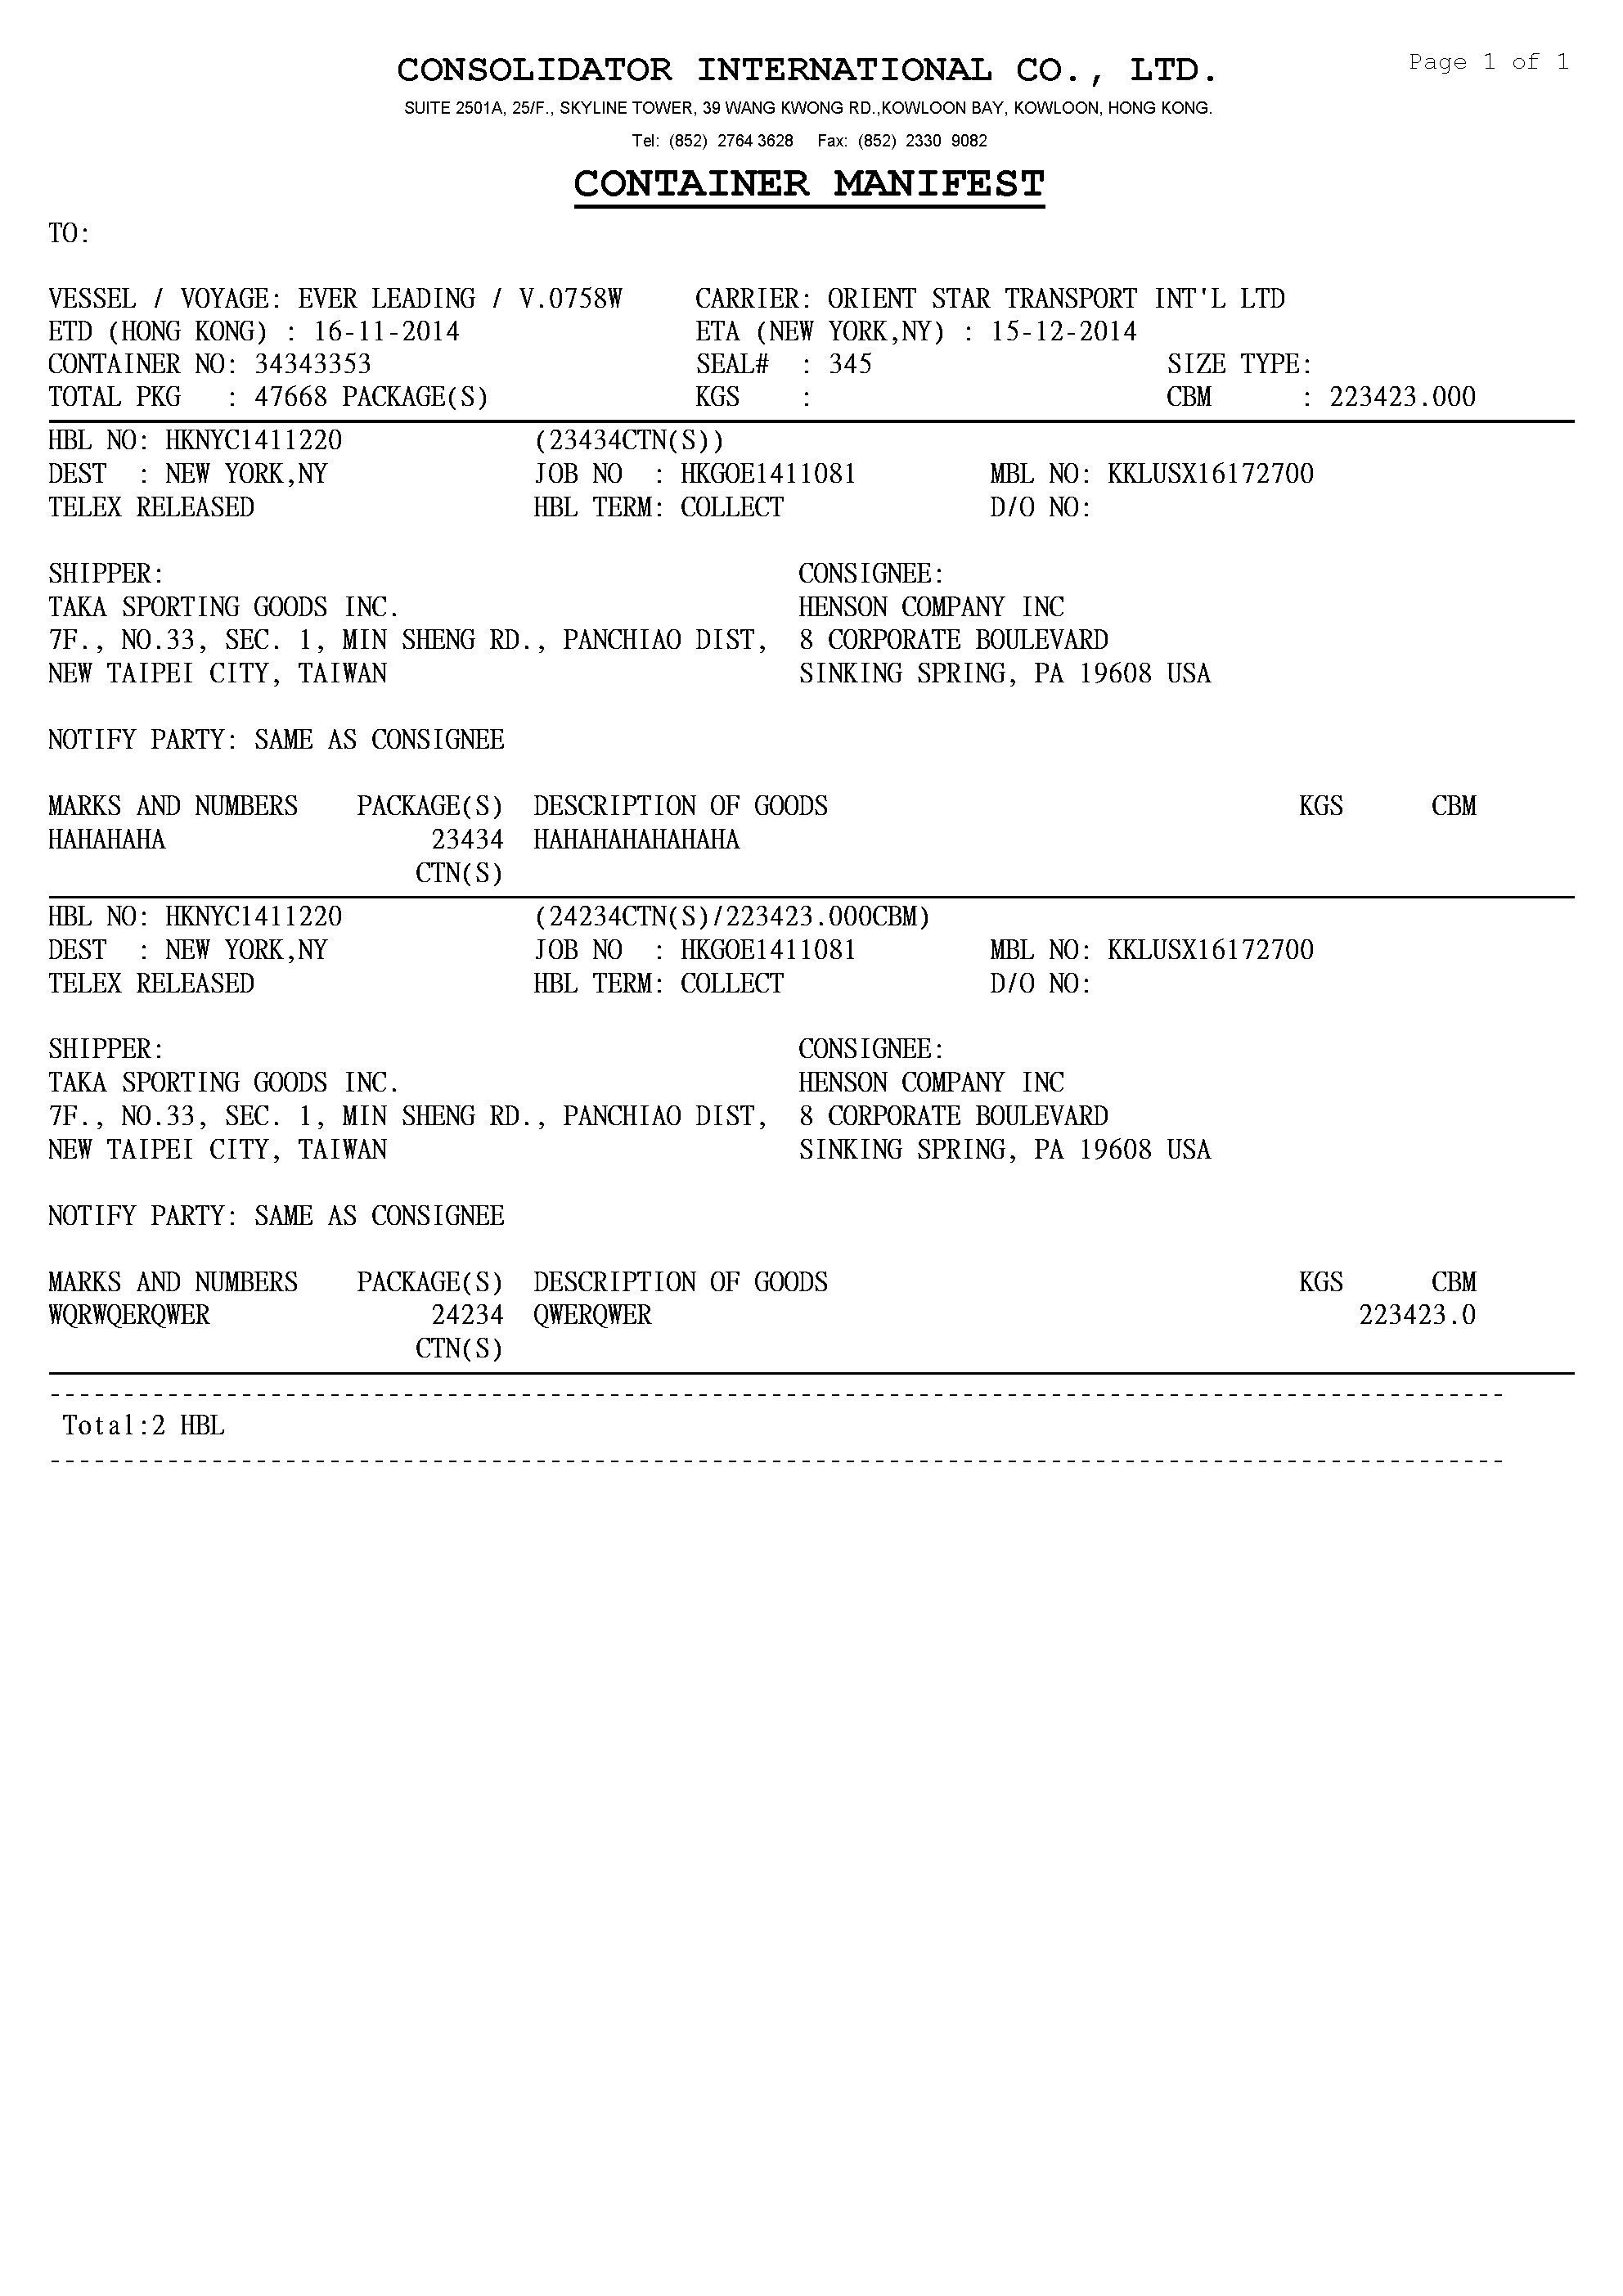 Page 1 of 1
CONSOLIDATOR INTERNATIONAL CO., LTD.
SUITE 2501A, 25/F., SKYLINE TOWER, 39 WANG KWONG RD.,KOWLOON BAY, KOWLOON, HONG KONG.
Tel: (852) 2764 3628 Fax: (852) 2330 9082
CONTAINER MANIFEST
TO:
VESSEL / VOYAGE: EVER LEADING / V.0758W CARRIER: ORIENT STAR TRANSPORT INT'L LTD
ETD (HONG KONG) : 16-11-2014 ETA (NEW YORK,NY) : 15-12-2014
CONTAINER NO: 34343353 SEAL# : 345 SIZE TYPE:
TOTAL PKG : 47668 PACKAGE(S) KGS : CBM : 223423.000
HBL NO: HKNYC1411220 (23434CTN(S))
DEST : NEW YORK,NY JOB NO : HKGOE1411081 MBL NO: KKLUSX16172700
TELEX RELEASED HBL TERM: COLLECT D/O NO:
SHIPPER: CONSIGNEE:
TAKA SPORTING GOODS INC. HENSON COMPANY INC
7F., NO.33, SEC. 1, MIN SHENG RD., PANCHIAO DIST, 8 CORPORATE BOULEVARD
NEW TAIPEI CITY, TAIWAN SINKING SPRING, PA 19608 USA
NOTIFY PARTY: SAME AS CONSIGNEE
MARKS AND NUMBERS PACKAGE(S) DESCRIPTION OF GOODS KGS CBM
HAHAHAHA 23434 HAHAHAHAHAHAHA
CTN(S)
HBL NO: HKNYC1411220 (24234CTN(S)/223423.000CBM)
DEST : NEW YORK,NY JOB NO : HKGOE1411081 MBL NO: KKLUSX16172700
TELEX RELEASED HBL TERM: COLLECT D/O NO:
SHIPPER: CONSIGNEE:
TAKA SPORTING GOODS INC. HENSON COMPANY INC
7F., NO.33, SEC. 1, MIN SHENG RD., PANCHIAO DIST, 8 CORPORATE BOULEVARD
NEW TAIPEI CITY, TAIWAN SINKING SPRING, PA 19608 USA
NOTIFY PARTY: SAME AS CONSIGNEE
MARKS AND NUMBERS PACKAGE(S) DESCRIPTION OF GOODS KGS CBM
WQRWQERQWER 24234 QWERQWER 223423.0
CTN(S)
Total:2 HBL